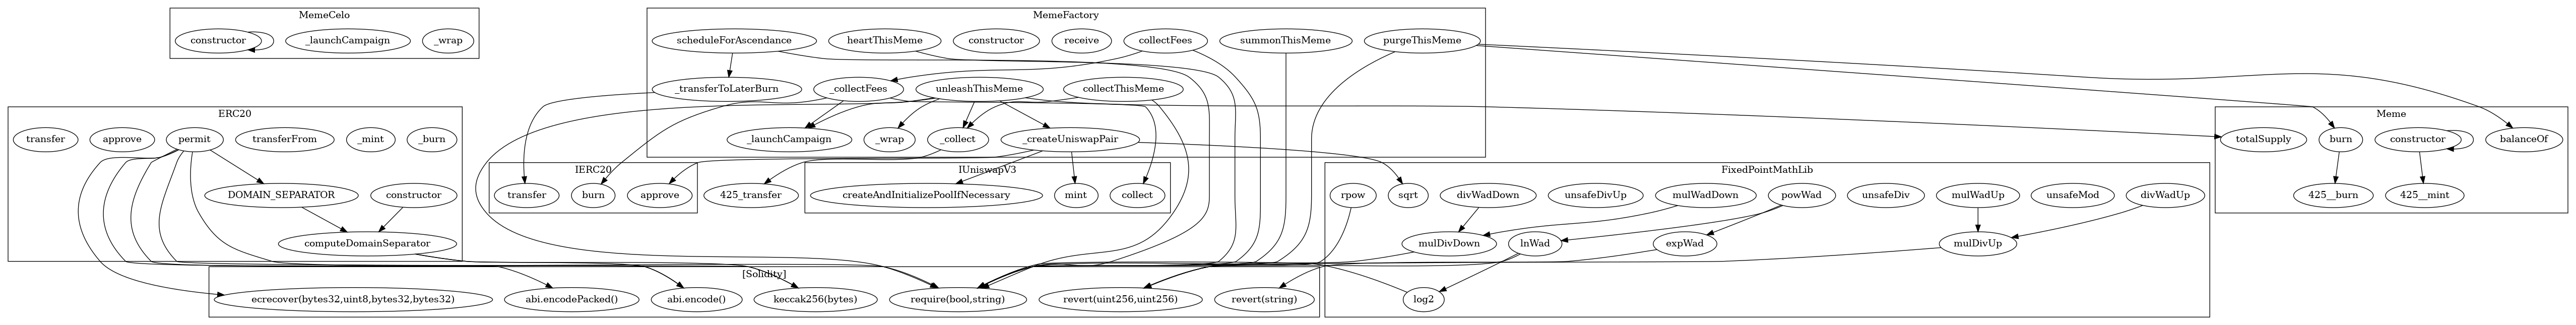 MemeCelo
constructor
_launchCampaign
_wrap
MemeFactory
scheduleForAscendance
heartThisMeme
constructor
receive
collectFees
summonThisMeme
purgeThisMeme
_transferToLaterBurn
_collectFees
unleashThisMeme
collectThisMeme
_launchCampaign
_wrap
_collect
_createUniswapPair
ERC20
transfer
approve
permit
transferFrom
_mint
_burn
DOMAIN_SEPARATOR
constructor
computeDomainSeparator
IERC20
transfer
burn
approve
425_transfer
IUniswapV3
createAndInitializePoolIfNecessary
mint
collect
Meme
totalSupply
burn
constructor
balanceOf
425__burn
425__mint
FixedPointMathLib
rpow
sqrt
divWadDown
unsafeDivUp
mulWadDown
powWad
unsafeDiv
mulWadUp
unsafeMod
divWadUp
mulDivDown
lnWad
expWad
mulDivUp
log2
[Solidity]
ecrecover(bytes32,uint8,bytes32,bytes32)
abi.encodePacked()
abi.encode()
keccak256(bytes)
require(bool,string)
revert(uint256,uint256)
revert(string)